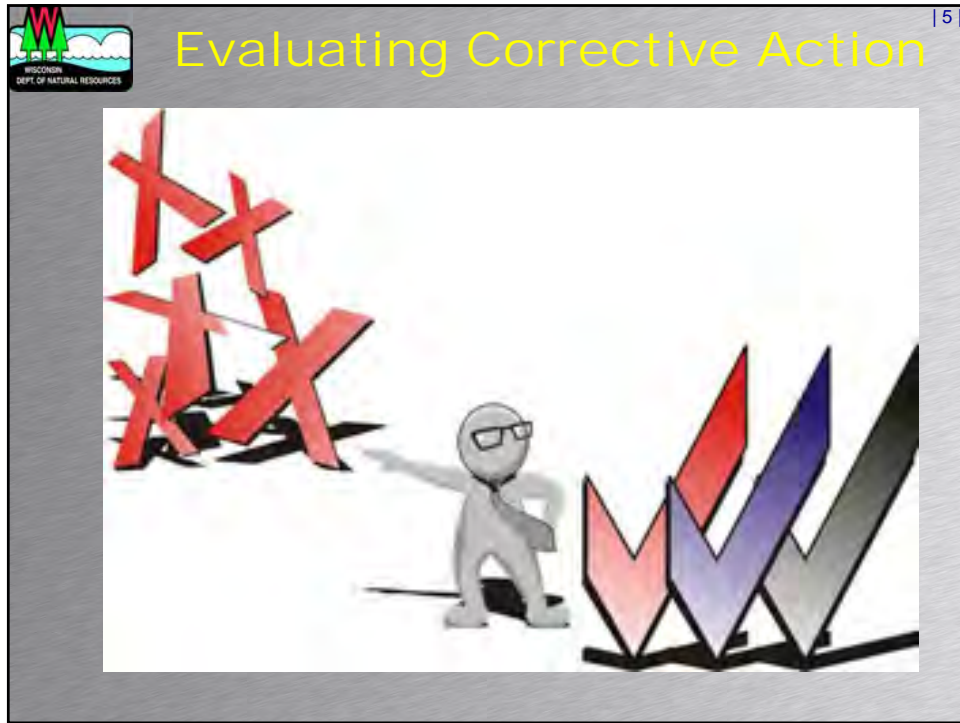 | 5 |
Evaluating Corrective Action
W
WISCONSIN
DEPT. OF NATURAL RESOURCES